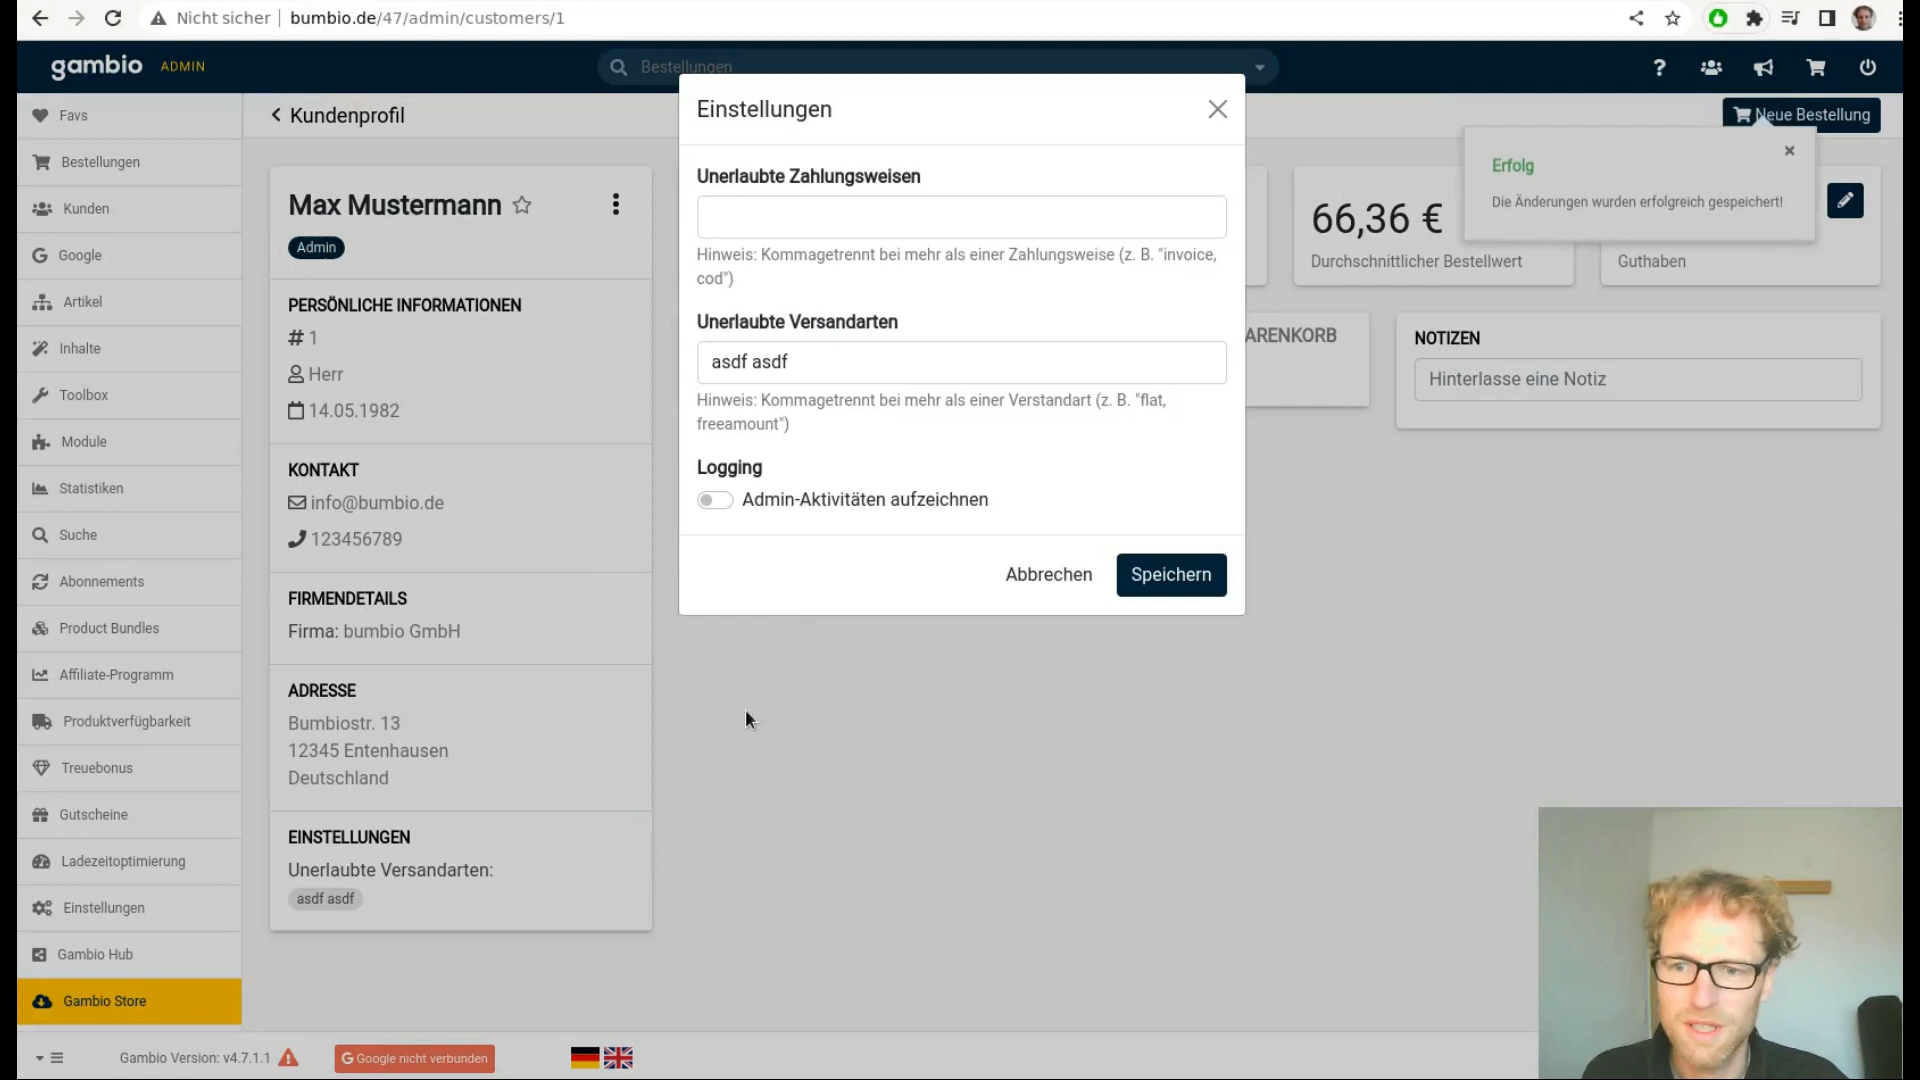 Nicht sicher
bumbio.de/47/admin/customers/1
gambio ADMIN
Bestellungen
Favs
Bestellungen
Kunden
Google
Artikel
Inhalte
Toolbox
Module
Statistiken
Suche
Abonnements
Product Bundles
Affiliate-Programm
Produktverfügbarkeit
Treuebonus
Gutscheine
Ladezeitoptimierung
Einstellungen
Gambio Hub
Gambio Store
Kundenprofil
Neue Bestellung
Max Mustermann
Admin
PERSÖNLICHE INFORMATIONEN
# 1
Herr
14.05.1982
KONTAKT
info@bumbio.de
123456789
FIRMENDETAILS
Firma: bumbio GmbH
ADRESSE
Bumbiostr. 13
12345 Entenhausen
Deutschland
EINSTELLUNGEN
Unerlaubte Versandarten:
asdf asdf
Einstellungen
Unerlaubte Zahlungsweisen
Hinweis: Kommagetrennt bei mehr als einer Zahlungsweise (z. B. "invoice,
cod")
Unerlaubte Versandarten
asdf asdf
Hinweis: Kommagetrennt bei mehr als einer Verstandart (z. B. "flat,
freeamount")
Logging
Admin-Aktivitäten aufzeichnen
Abbrechen
Speichern
66,36 €
Durchschnittlicher Bestellwert
Erfolg
Die Änderungen wurden erfolgreich gespeichert!
Guthaben
ARENKORB
NOTIZEN
Hinterlasse eine Notiz
Gambio Version: v4.7.1.1
Google nicht verbunden